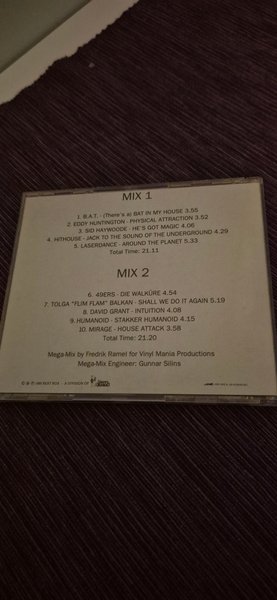 MIX 1
1. B.A.T. - (There's a) BAT IN MY HOUSE 3.55
2. EDDY HUNTINGTON - PHYSICAL ATTRACTION 3.52
3. SID HAYWOODE - HE'S GOT MAGIC 4.06
4. HITHOUSE - JACK TO THE SOUND OF THE UNDERGROUND 4.29
5. LASERDANCE - AROUND THE PLANET 5.33
Total Time: 21.11
MIX 2
6. 49ERS - DIE WALKÜRE 4.54
7. TOLGA "FLIM FLAM" BALKAN - SHALL WE DO IT AGAIN 5.19
8. DAVID GRANT - INTUITION 4.08
9. HUMANOID - STAKKER HUMANOID 4.15
10. MIRAGE - HOUSE ATTACK 3.58
Total Time: 21.20
Mega-Mix by Fredrik Ramel for Vinyl Mania Productions
Mega-Mix Engineer: Gunnar Silins
BEAT BOX - A DIVISION OF